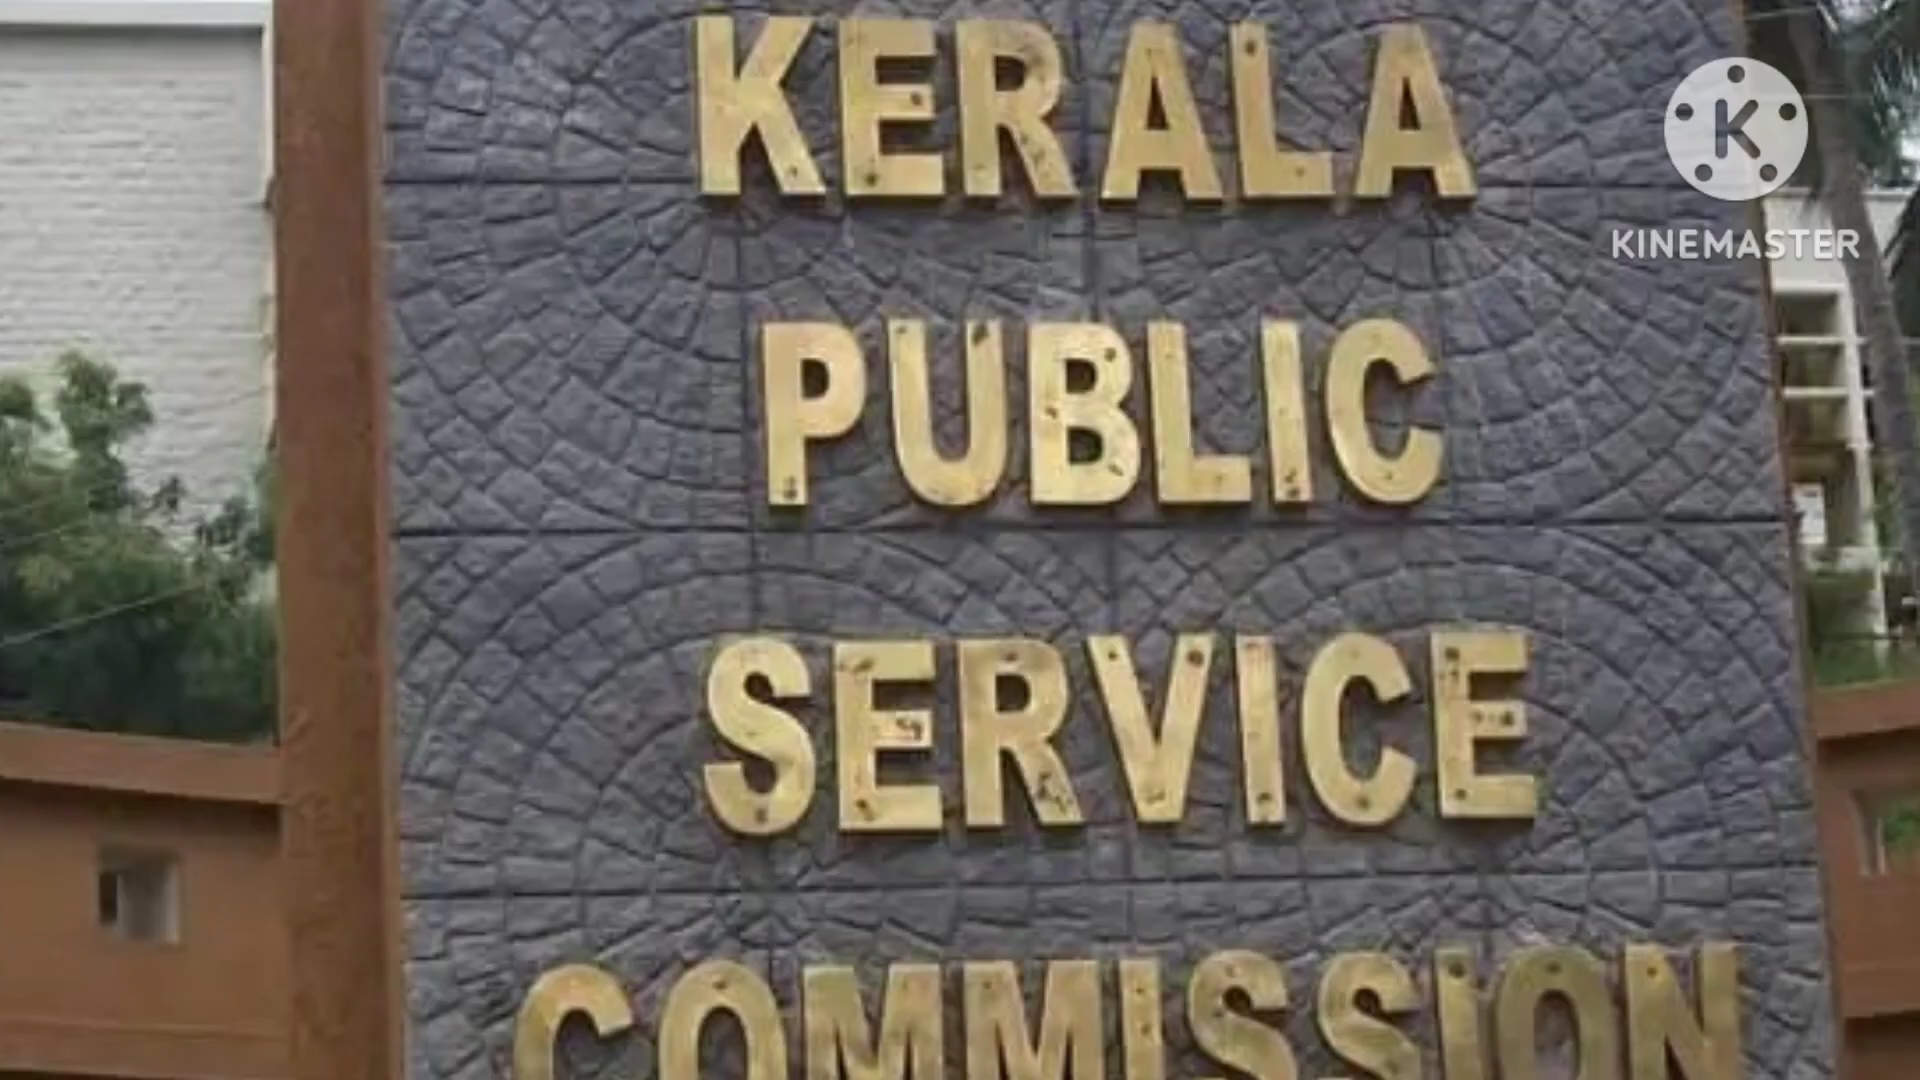 KERALA
PUBLIC
SERVICE
COMMISSION
K
KINEMASTER